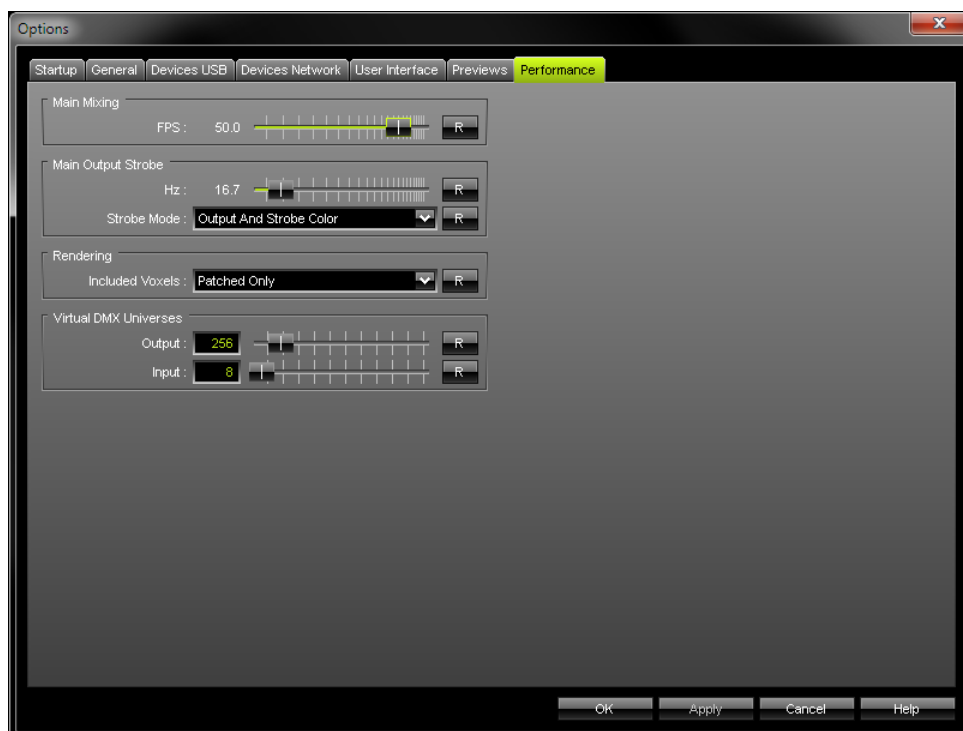 Options
Startup General Devices USB Devices Network User Interface Previews Performance
Main Mixing
FPS : 50.0 R
Main Output Strobe
Hz : 16.7 R
Strobe Mode : Output And Strobe Color R
Rendering
Included Voxels : Patched Only R
Virtual DMX Universes
Output : 256 R
Input : 8 R
OK Apply Cancel Help